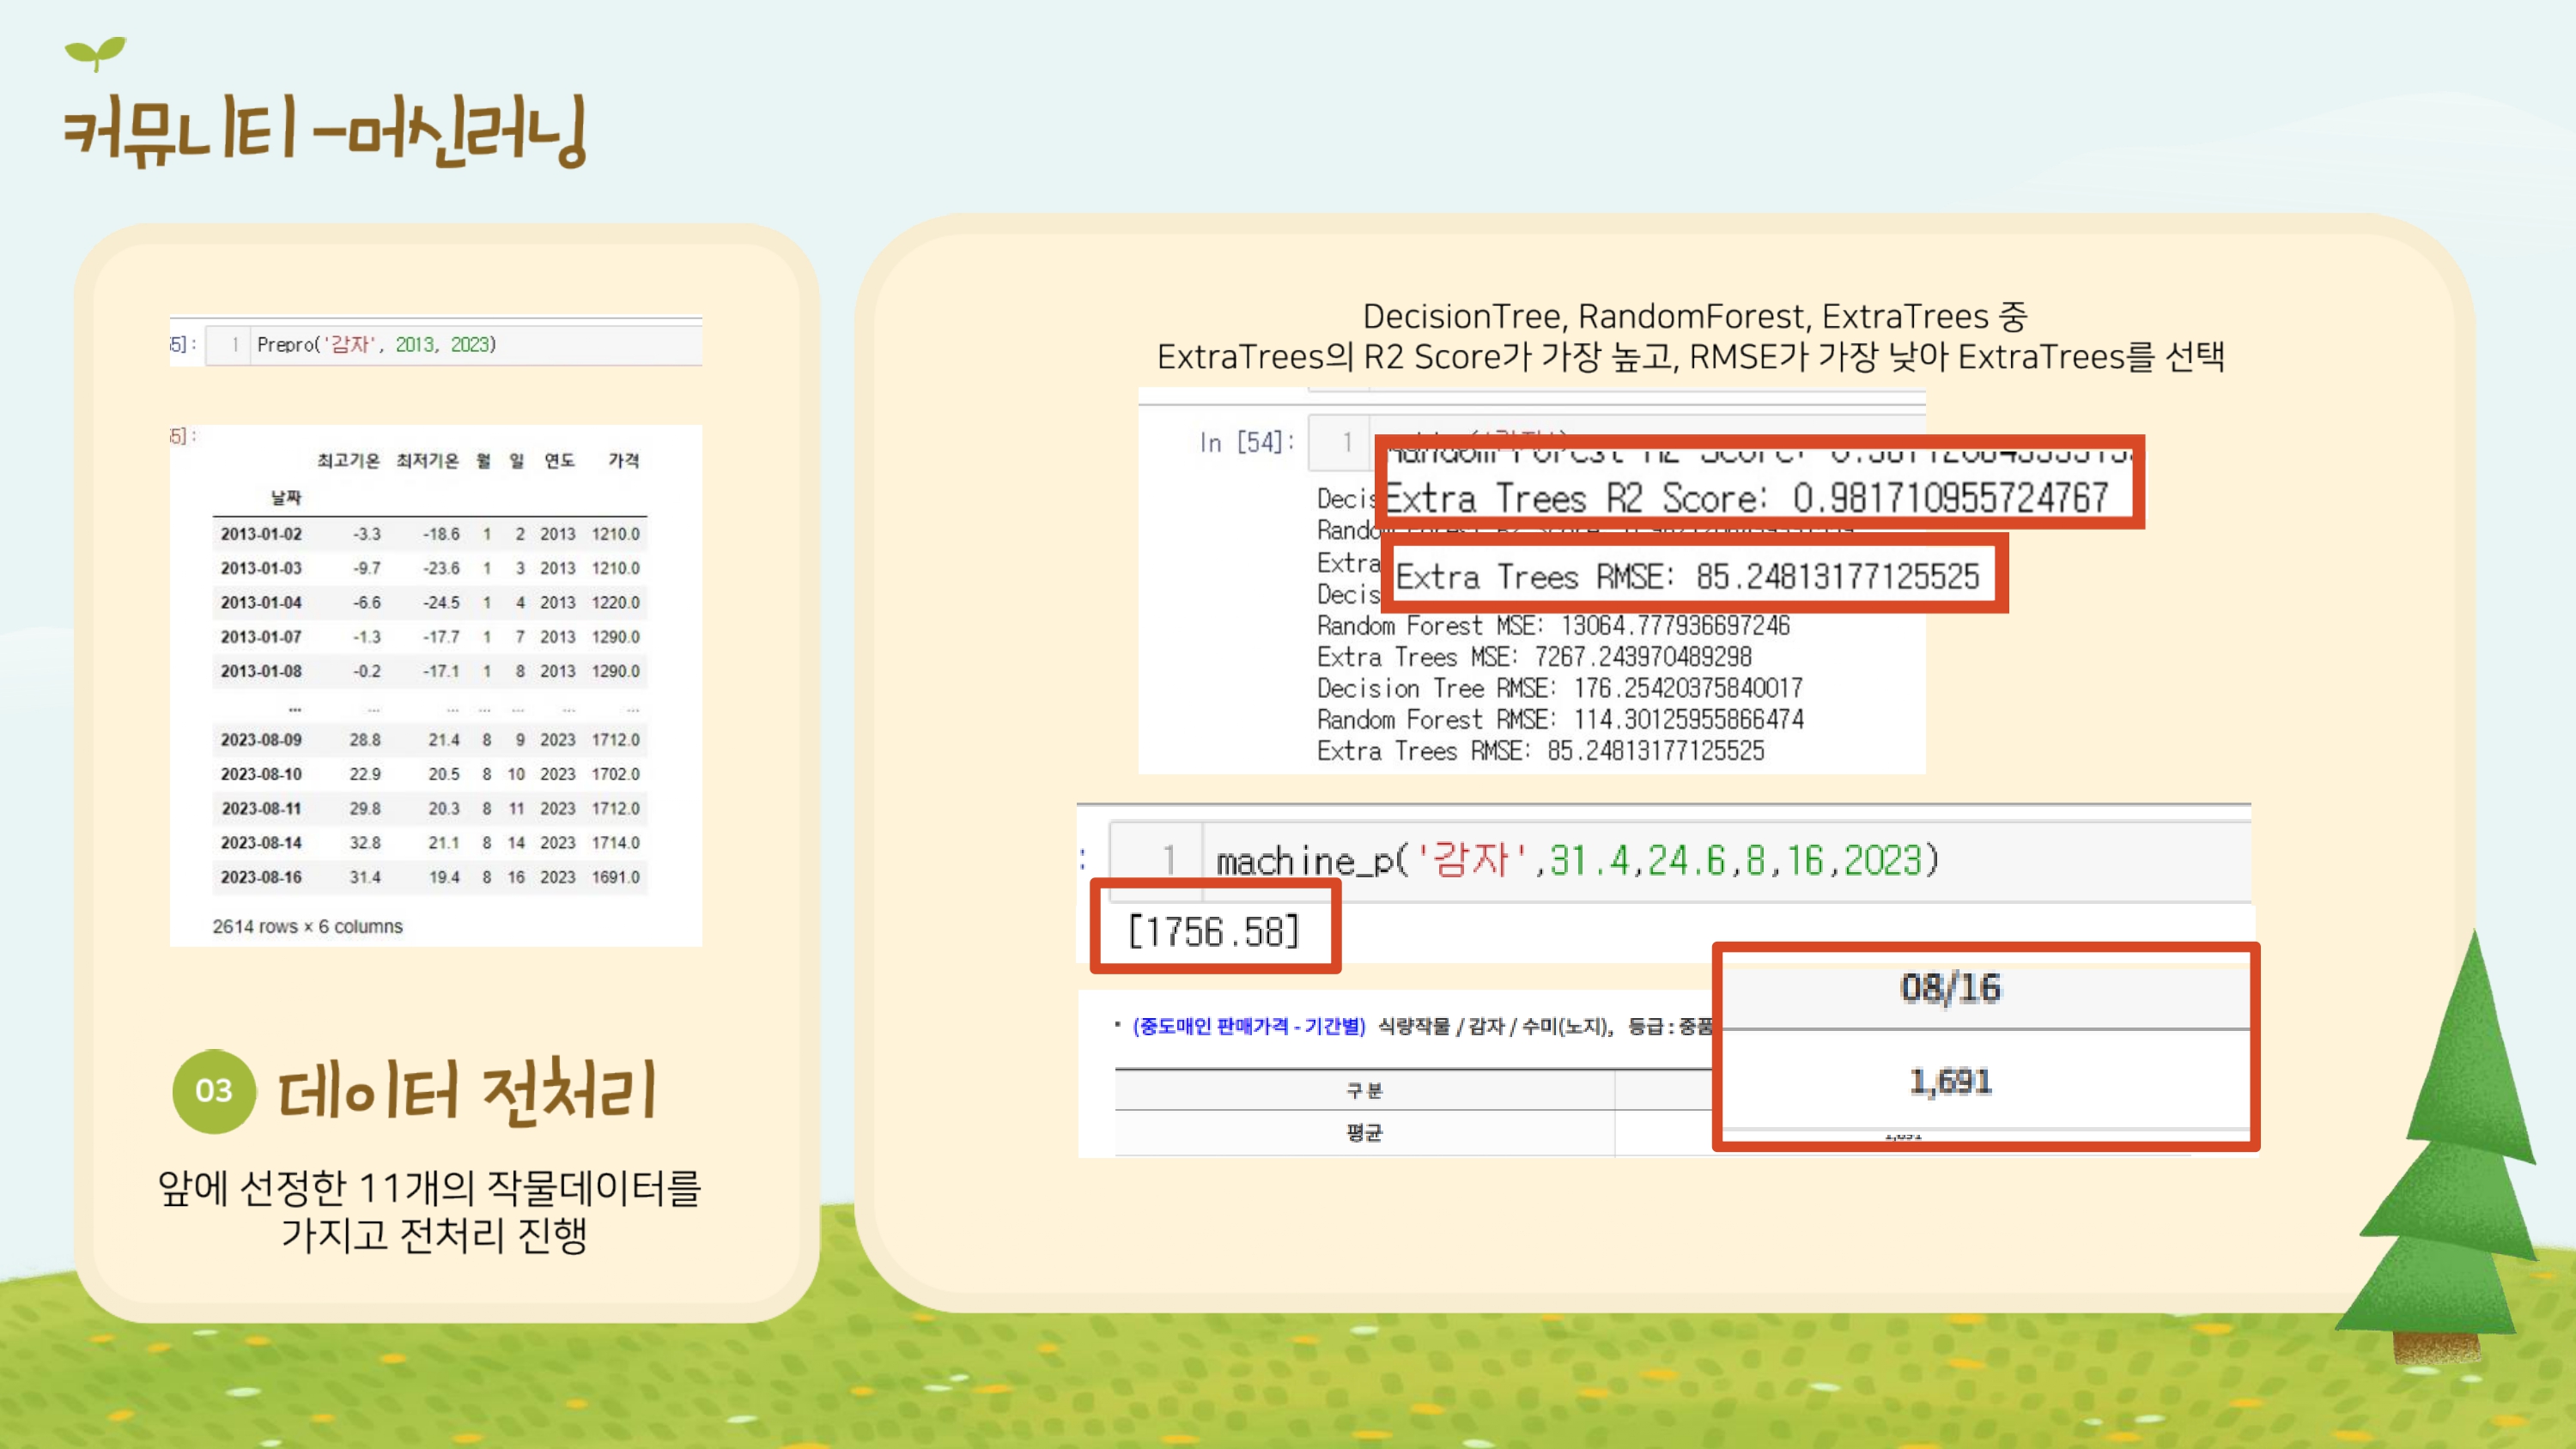 커뮤니티 -머신러닝
5]: 1 Prepro('감자', 2013, 2023)
5]:
최고기온 최저기온 월 일 연도 가격
날짜
2013-01-02 -3.3 -18.6 1 2 2013 1210.0
2013-01-03 -9.7 -23.6 1 3 2013 1210.0
2013-01-04 -6.6 -24.5 1 4 2013 1220.0
2013-01-07 -1.3 -17.7 1 7 2013 1290.0
2013-01-08 -0.2 -17.1 1 8 2013 1290.0
... ... ... ... ... ... ...
2023-08-09 28.8 21.4 8 9 2023 1712.0
2023-08-10 22.9 20.5 8 10 2023 1702.0
2023-08-11 29.8 20.3 8 11 2023 1712.0
2023-08-14 32.8 21.1 8 14 2023 1714.0
2023-08-16 31.4 19.4 8 16 2023 1691.0
2614 rows × 6 columns
03 데이터 전처리
앞에 선정한 11개의 작물데이터를
가지고 전처리 진행
DecisionTree, RandomForest, ExtraTrees 중
ExtraTrees의 R2 Score가 가장 높고, RMSE가 가장 낮아 ExtraTrees를 선택
In [54]: 1
Extra Trees R2 Score: 0.981710955724767
Extra Trees RMSE: 85.24813177125525
Random Forest MSE: 13064.777936697246
Extra Trees MSE: 7267.243970489298
Decision Tree RMSE: 176.25420375840017
Random Forest RMSE: 114.30125955866474
Extra Trees RMSE: 85.24813177125525
: 1 machine_p('감자',31.4,24.6,8,16,2023)
[1756.58]
(중도매인 판매가격 - 기간별) 식량작물 / 감자 / 수미(노지), 등급 : 중품
구분
평균
08/16
1,691